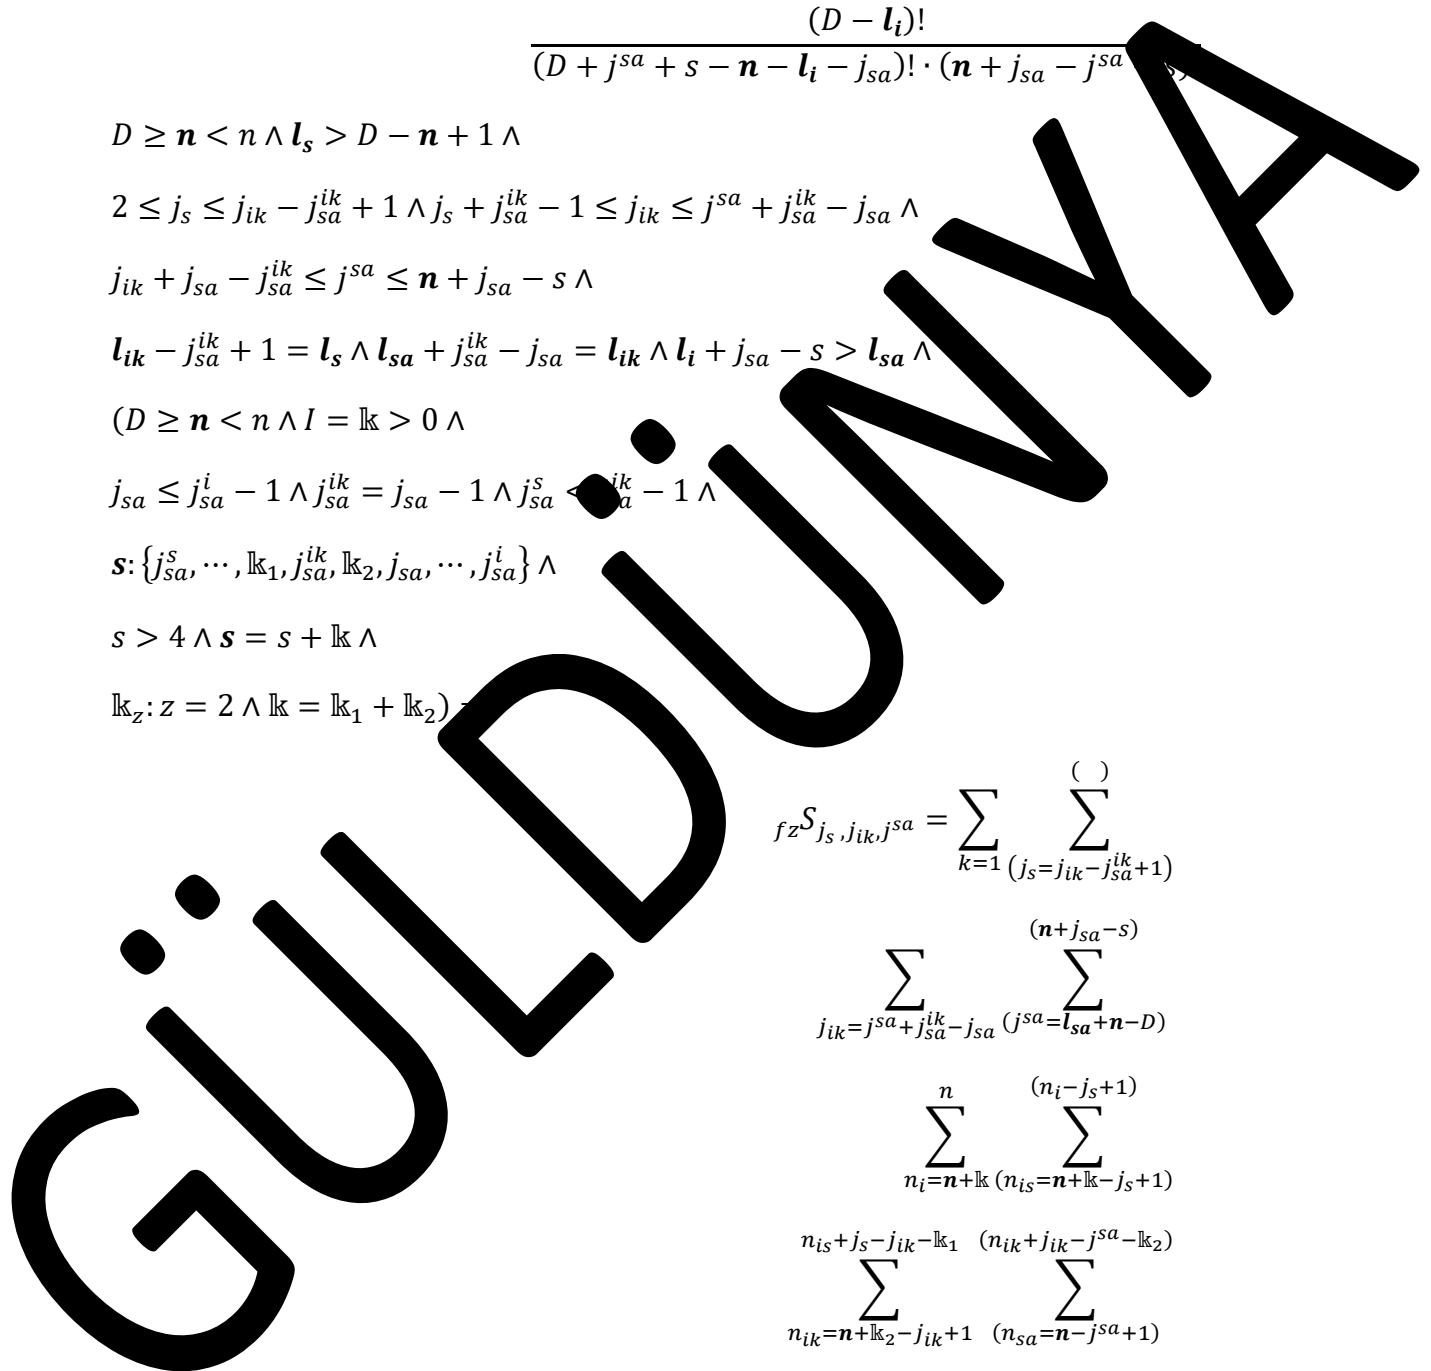 (D − l_i)!
(D + j^{sa} + s − n − l_i − j_{sa})! · (n + j_{sa} − j^{sa}
D ≥ n < n ∧ l_s > D − n + 1 ∧
2 ≤ j_s ≤ j_{ik} − j_{sa}^{ik} + 1 ∧ j_s + j_{sa}^{ik} − 1 ≤ j_{ik} ≤ j^{sa} + j_{sa}^{ik} − j_{sa} ∧
j_{ik} + j_{sa} − j_{sa}^{ik} ≤ j^{sa} ≤ n + j_{sa} − s ∧
l_{ik} − j_{sa}^{ik} + 1 = l_s ∧ l_{sa} + j_{sa}^{ik} − j_{sa} = l_{ik} ∧ l_i + j_{sa} − s > l_{sa} ∧
(D ≥ n < n ∧ I = 𝕜 > 0 ∧
j_{sa} ≤ j_{sa}^{i} − 1 ∧ j_{sa}^{ik} = j_{sa} − 1 ∧ j_{sa}^{s} < j_{sa}^{ik} − 1 ∧
s: {j_{sa}^{s}, ⋯, 𝕜_1, j_{sa}^{ik}, 𝕜_2, j_{sa}, ⋯, j_{sa}^{i}} ∧
s > 4 ∧ s = s + 𝕜 ∧
𝕜_z: z = 2 ∧ 𝕜 = 𝕜_1 + 𝕜_2)
( )
_{fz}S_{j_s, j_{ik}, j^{sa}} = ∑ ∑
k=1 (j_s=j_{ik}−j_{sa}^{ik}+1)
(n+j_{sa}−s)
∑ ∑
j_{ik}=j^{sa}+j_{sa}^{ik}−j_{sa} (j^{sa}=l_{sa}+n−D)
n (n_i−j_s+1)
∑ ∑
n_i=n+𝕜 (n_{is}=n+𝕜−j_s+1)
n_{is}+j_s−j_{ik}−𝕜_1 (n_{ik}+j_{ik}−j^{sa}−𝕜_2)
∑ ∑
n_{ik}=n+𝕜_2−j_{ik}+1 (n_{sa}=n−j^{sa}+1)
GÜLDÜNYA